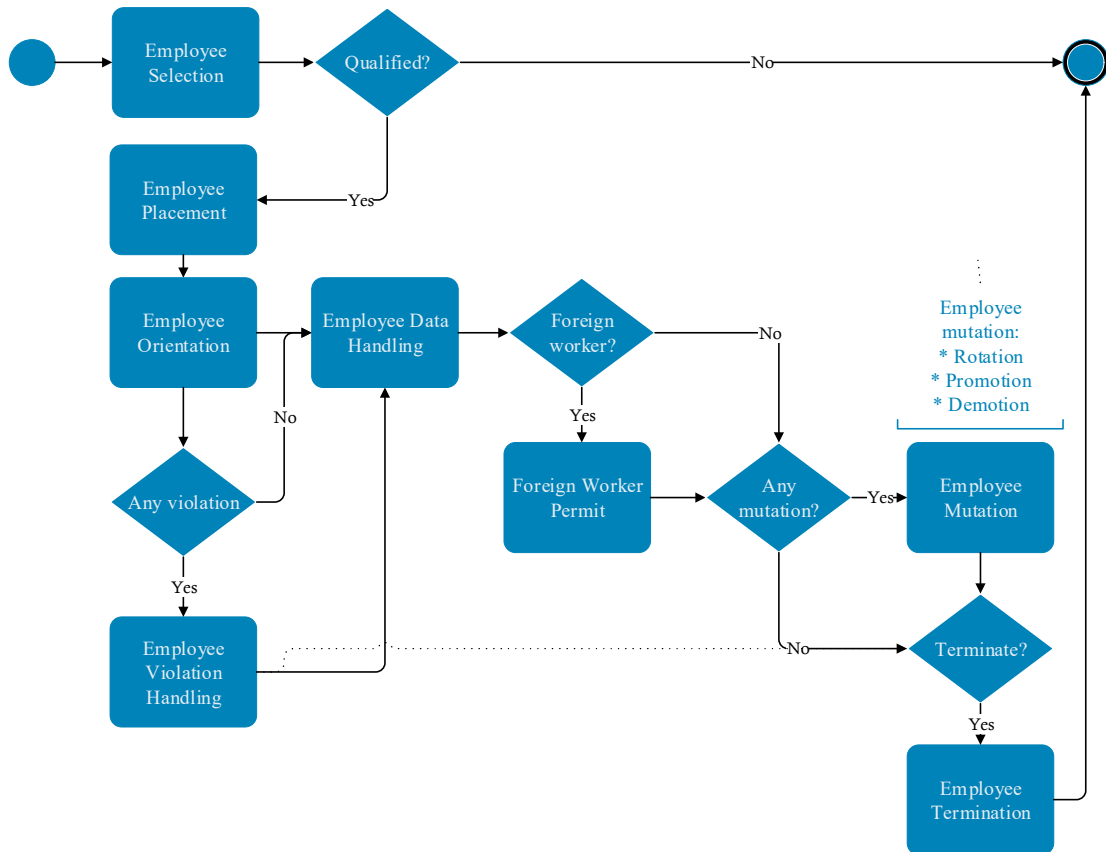 Employee
Selection
Qualified?
No
Employee
Placement
Yes
Employee
Orientation
Employee Data
Handling
Foreign
worker?
No
Employee
mutation:
* Rotation
* Promotion
* Demotion
No
Yes
Any violation
Foreign Worker
Permit
Any
mutation?
Yes
Employee
Mutation
Yes
Employee
Violation
Handling
No
Terminate?
Yes
Employee
Termination